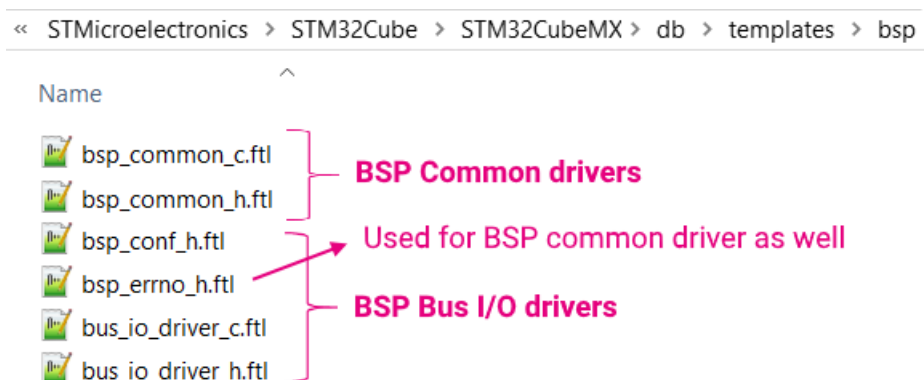 « STMicroelectronics > STM32Cube > STM32CubeMX > db > templates > bsp
Name
bsp_common_c.ftl
BSP Common drivers
bsp_common_h.ftl
bsp_conf_h.ftl
Used for BSP common driver as well
bsp_errno_h.ftl
BSP Bus I/O drivers
bus_io_driver_c.ftl
bus_io_driver_h.ftl